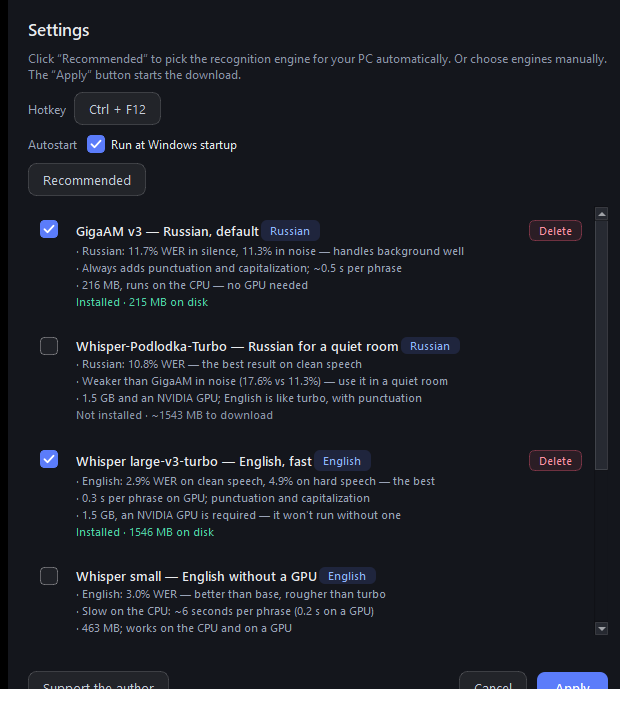 Settings
Click “Recommended” to pick the recognition engine for your PC automatically. Or choose engines manually.
The “Apply” button starts the download.
Hotkey Ctrl + F12
Autostart Run at Windows startup
Recommended
GigaAM v3 — Russian, default Russian Delete
· Russian: 11.7% WER in silence, 11.3% in noise — handles background well
· Always adds punctuation and capitalization; ~0.5 s per phrase
· 216 MB, runs on the CPU — no GPU needed
Installed · 215 MB on disk
Whisper-Podlodka-Turbo — Russian for a quiet room Russian
· Russian: 10.8% WER — the best result on clean speech
· Weaker than GigaAM in noise (17.6% vs 11.3%) — use it in a quiet room
· 1.5 GB and an NVIDIA GPU; English is like turbo, with punctuation
Not installed · ~1543 MB to download
Whisper large-v3-turbo — English, fast English Delete
· English: 2.9% WER on clean speech, 4.9% on hard speech — the best
· 0.3 s per phrase on GPU; punctuation and capitalization
· 1.5 GB, an NVIDIA GPU is required — it won't run without one
Installed · 1546 MB on disk
Whisper small — English without a GPU English
· English: 3.0% WER — better than base, rougher than turbo
· Slow on the CPU: ~6 seconds per phrase (0.2 s on a GPU)
· 463 MB; works on the CPU and on a GPU
Support the author Cancel Apply